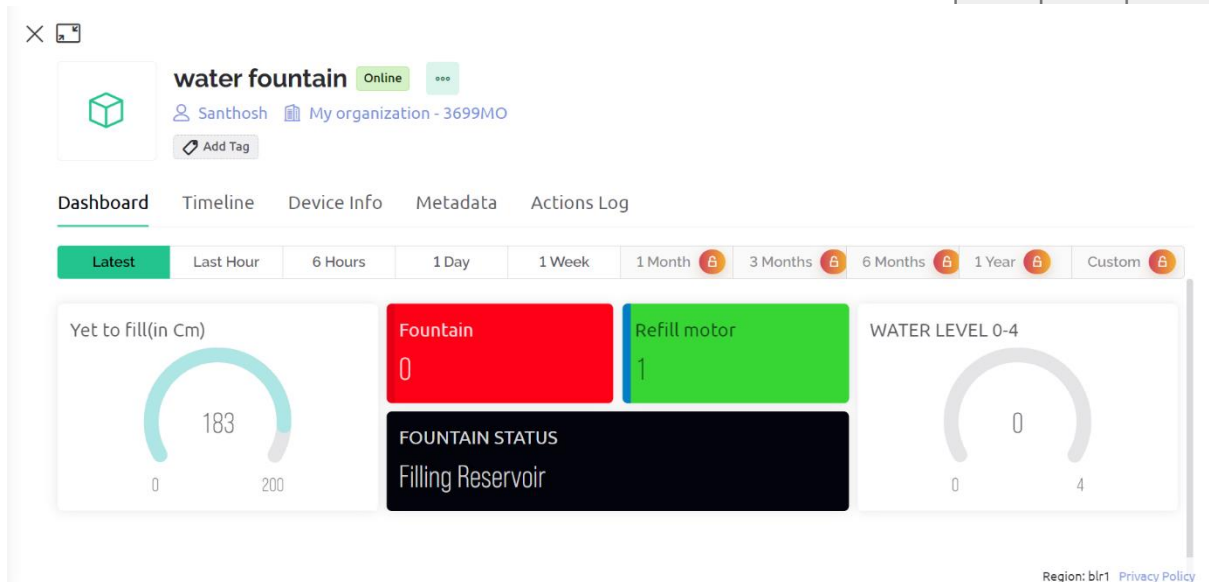 water fountain Online
Santhosh My organization - 3699MO
Add Tag
Dashboard Timeline Device Info Metadata Actions Log
Latest Last Hour 6 Hours 1 Day 1 Week 1 Month 3 Months 6 Months 1 Year Custom
Yet to fill(in Cm)
183
0 200
Fountain
0
Refill motor
1
FOUNTAIN STATUS
Filling Reservoir
WATER LEVEL 0-4
0
0 4
Region: blr1 Privacy Policy